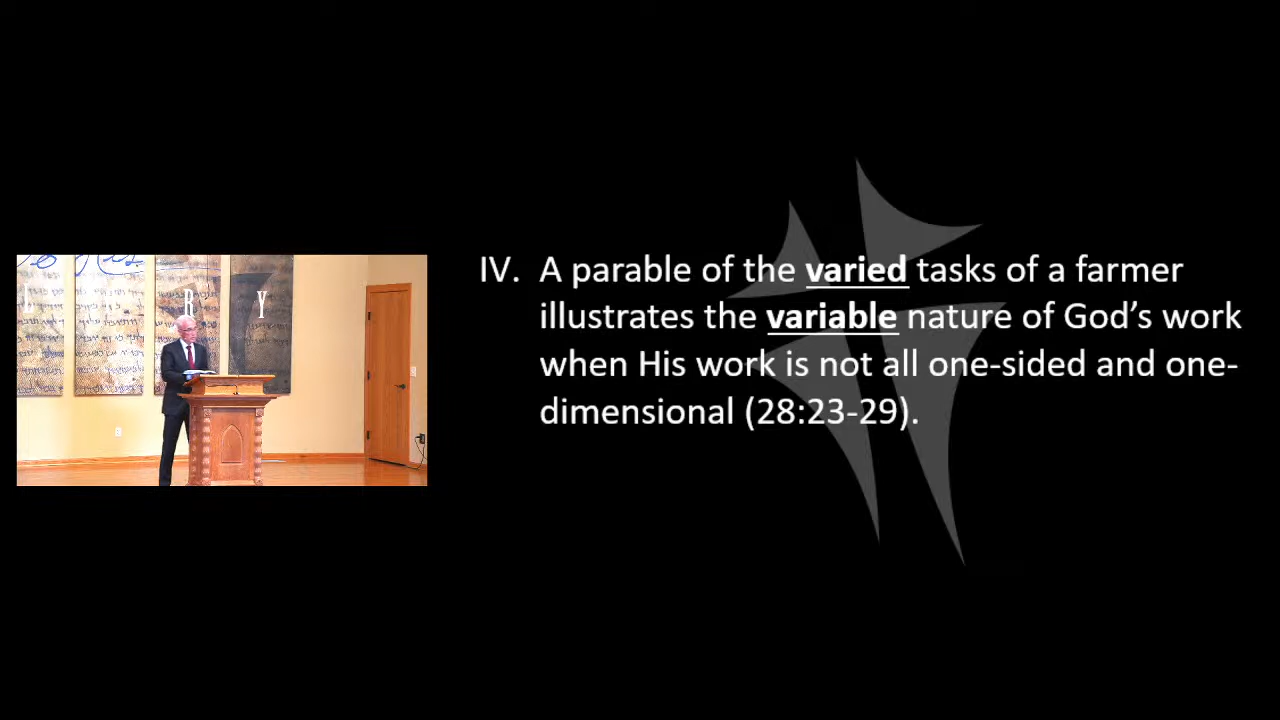 IV. A parable of the varied tasks of a farmer
illustrates the variable nature of God’s work
when His work is not all one-sided and one-
dimensional (28:23-29).
R Y